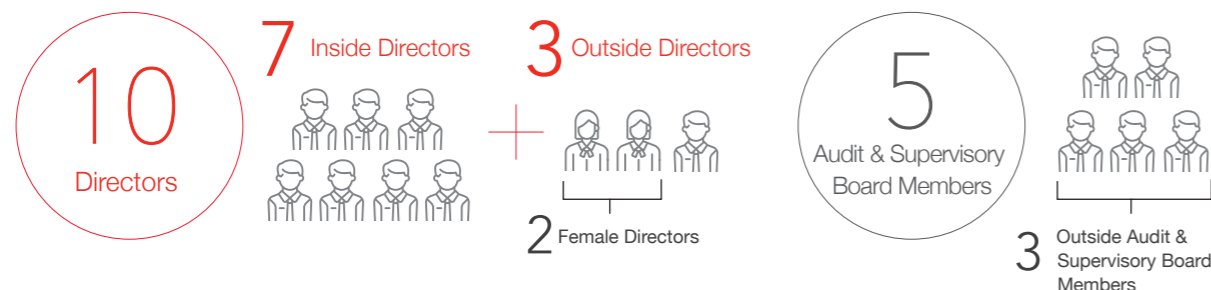 10
Directors
7 Inside Directors
3 Outside Directors
2 Female Directors
5
Audit & Supervisory
Board Members
3 Outside Audit &
Supervisory Board
Members